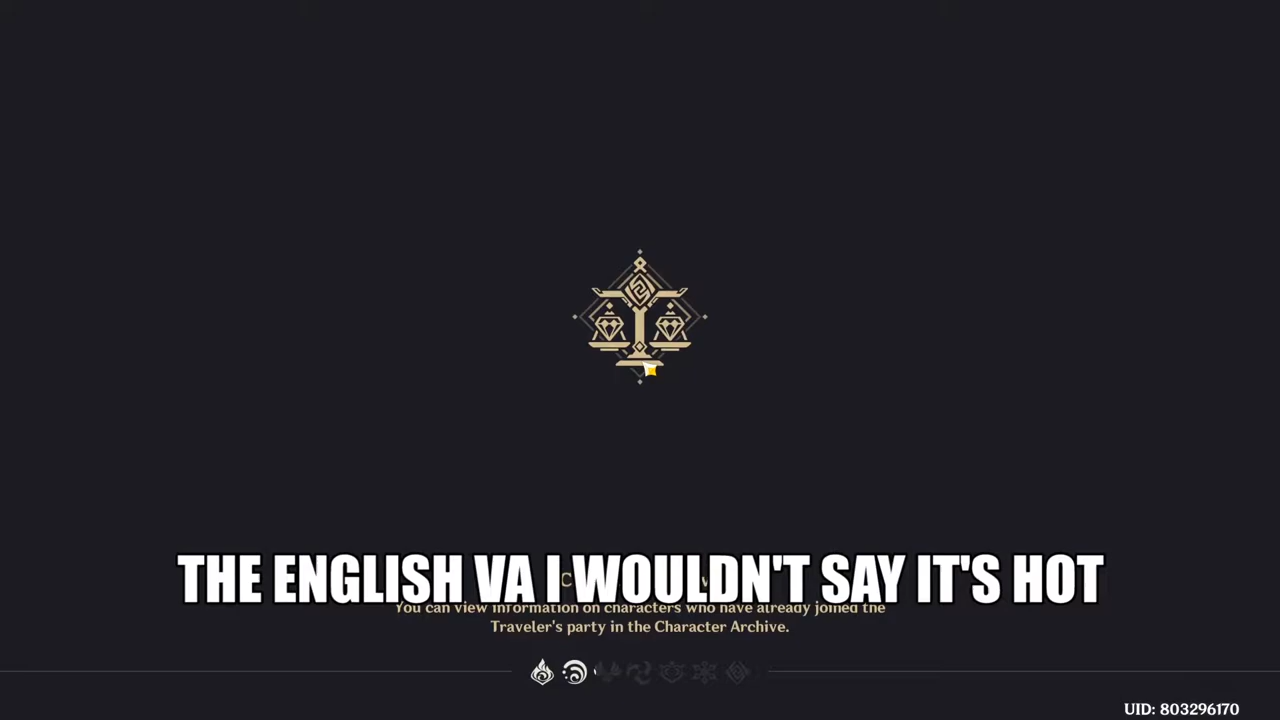 THE ENGLISH VA I WOULDN'T SAY IT'S HOT
You can view information on characters who have already joined the
Traveler's party in the Character Archive.
UID: 803296170